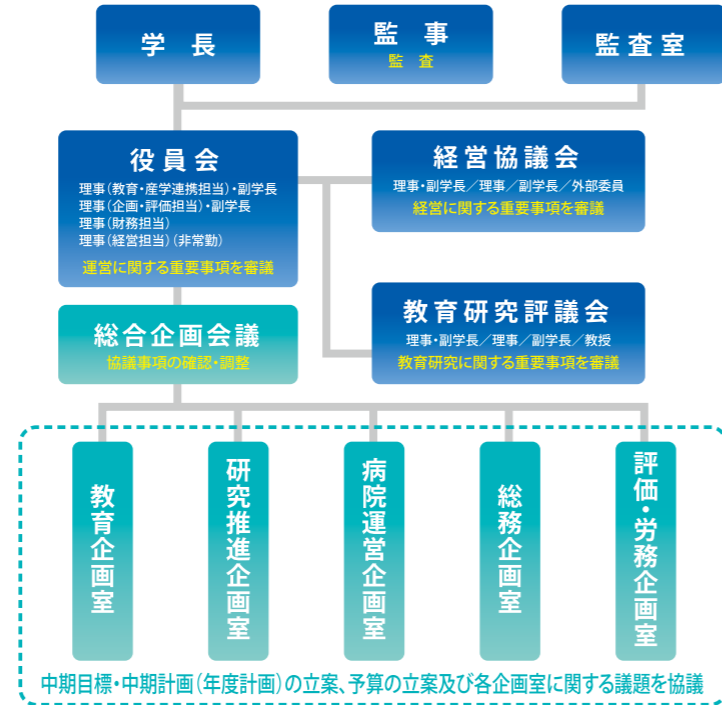 学長
監事
監査
監査室
役員会
理事(教育・産学連携担当)・副学長
理事(企画・評価担当)・副学長
理事(財務担当)
理事(経営担当)(非常勤)
運営に関する重要事項を審議
経営協議会
理事・副学長/理事/副学長/外部委員
経営に関する重要事項を審議
総合企画会議
協議事項の確認・調整
教育研究評議会
理事・副学長/理事/副学長/教授
教育研究に関する重要事項を審議
教育企画室
研究推進企画室
病院運営企画室
総務企画室
評価・労務企画室
中期目標・中期計画(年度計画)の立案、予算の立案及び各企画室に関する議題を協議